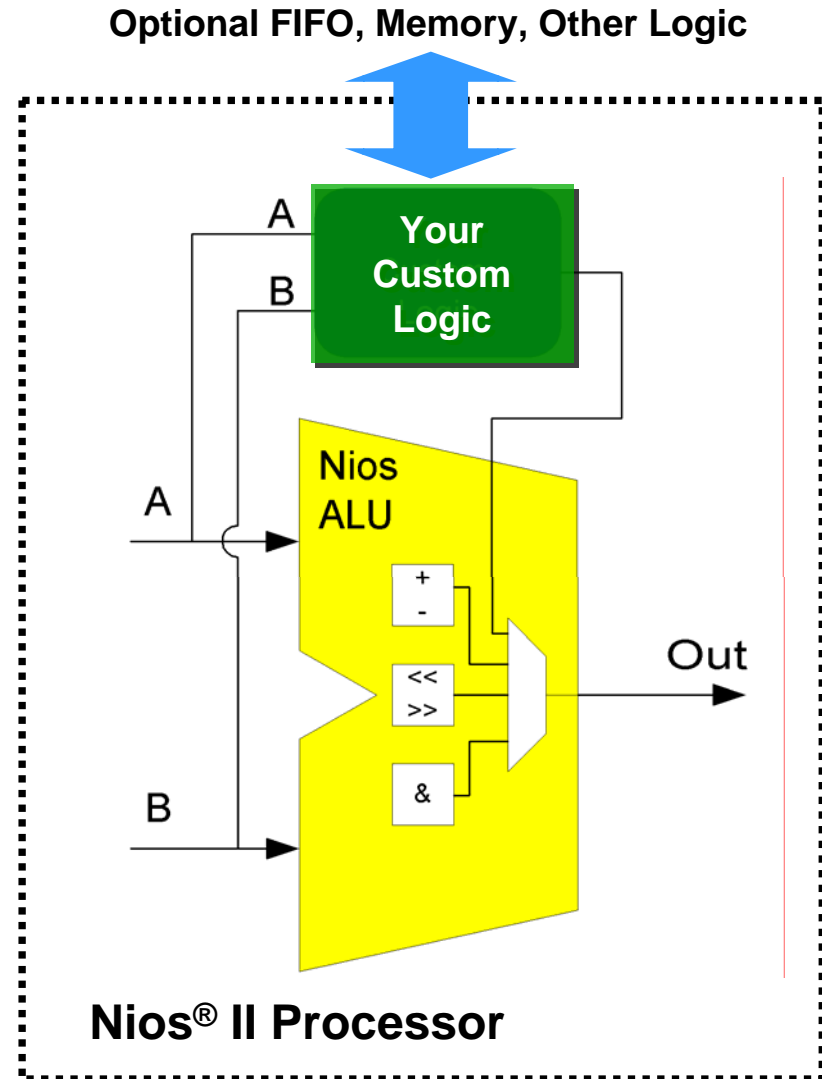 Optional FIFO, Memory, Other Logic
A
B
Your
Custom
Logic
Nios
ALU
A
+
-
<<
>>
Out
&
B
Nios® II Processor